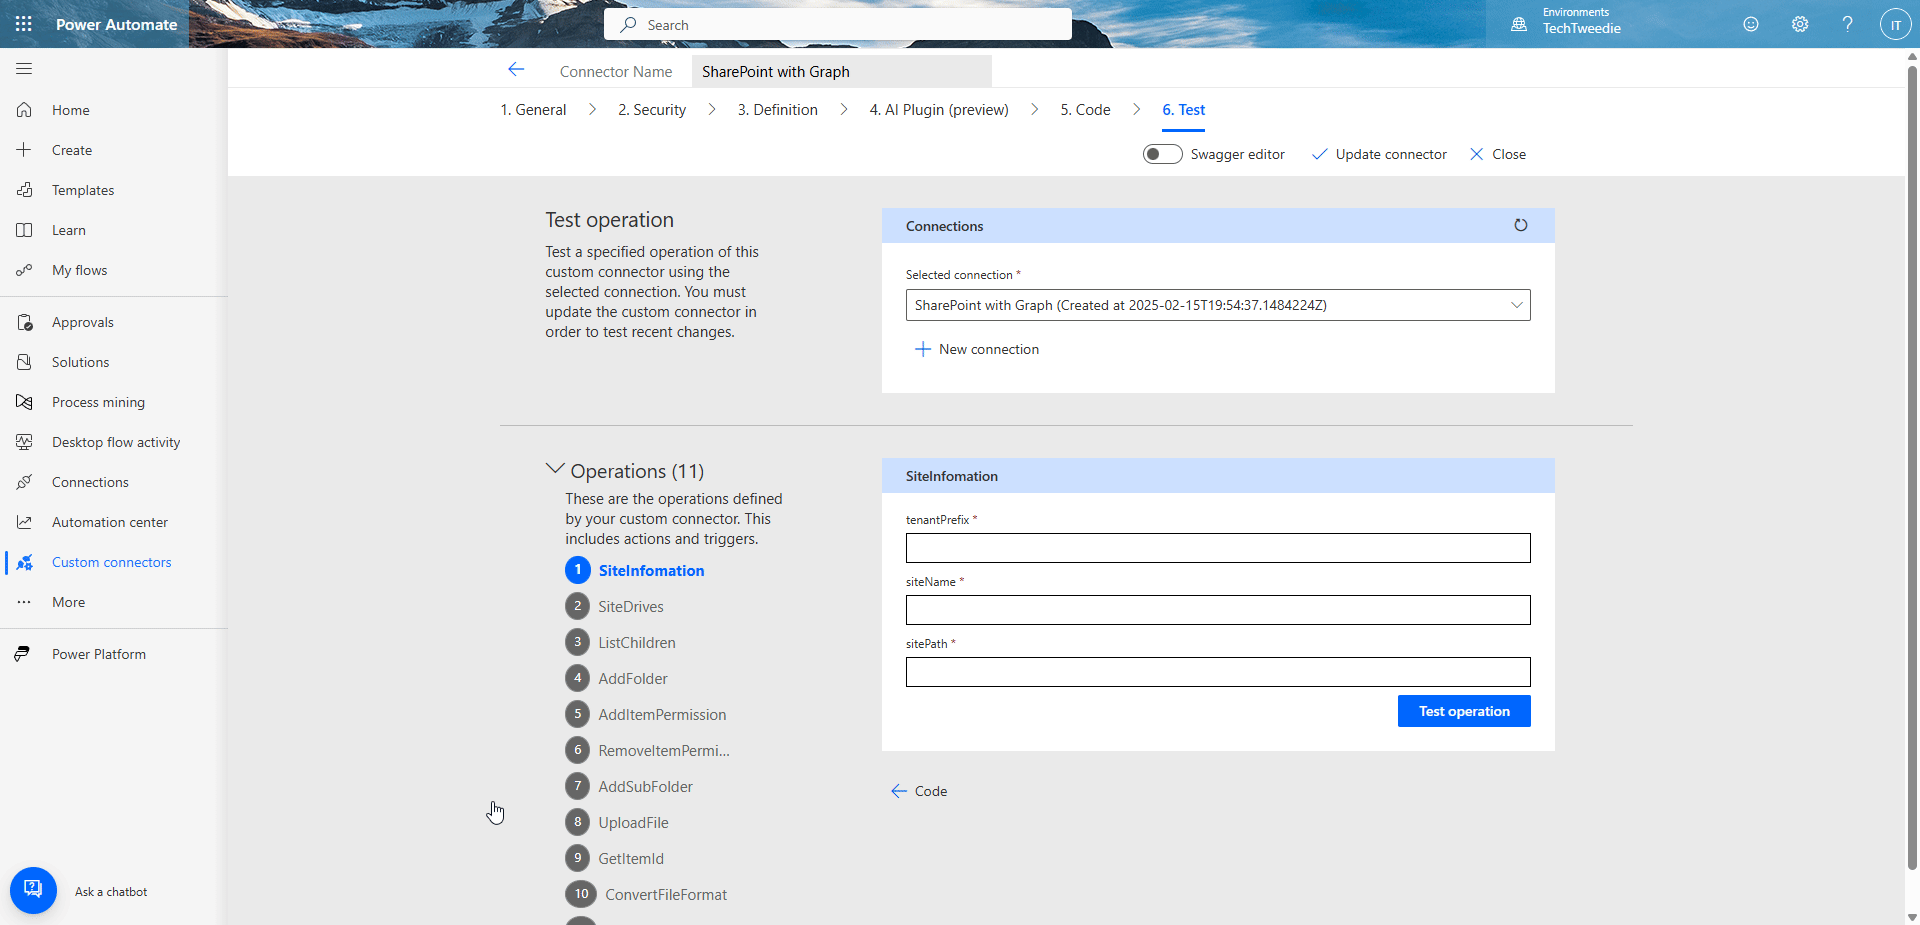 Power Automate
Search
Environments
TechTweedie
IT
Home
Create
Templates
Learn
My flows
Approvals
Solutions
Process mining
Desktop flow activity
Connections
Automation center
Custom connectors
More
Power Platform
Ask a chatbot
Connector Name
SharePoint with Graph
1. General
2. Security
3. Definition
4. AI Plugin (preview)
5. Code
6. Test
Swagger editor
Update connector
Close
Test operation
Test a specified operation of this
custom connector using the
selected connection. You must
update the custom connector in
order to test recent changes.
Connections
Selected connection *
SharePoint with Graph (Created at 2025-02-15T19:54:37.1484224Z)
New connection
Operations (11)
These are the operations defined
by your custom connector. This
includes actions and triggers.
1 SiteInfomation
2 SiteDrives
3 ListChildren
4 AddFolder
5 AddItemPermission
6 RemoveItemPermi...
7 AddSubFolder
8 UploadFile
9 GetItemId
10 ConvertFileFormat
SiteInfomation
tenantPrefix *
siteName *
sitePath *
Test operation
Code